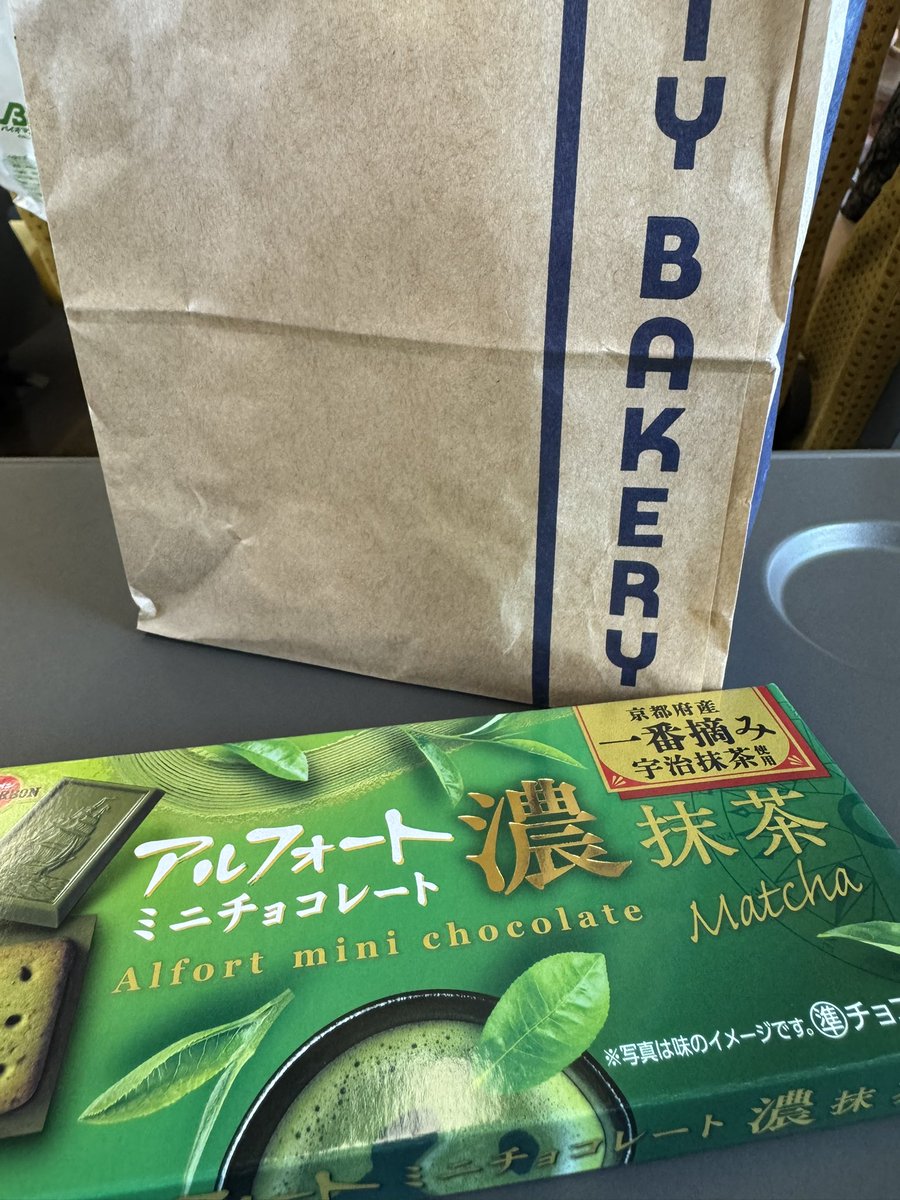 BAKERY
京都府産
一番摘み
宇治抹茶使用
アルフォート
ミニチョコレート
濃抹茶
Alfort mini chocolate
Matcha
※写真は味のイメージです。
準チョコ
ミニチョコレート 濃抹